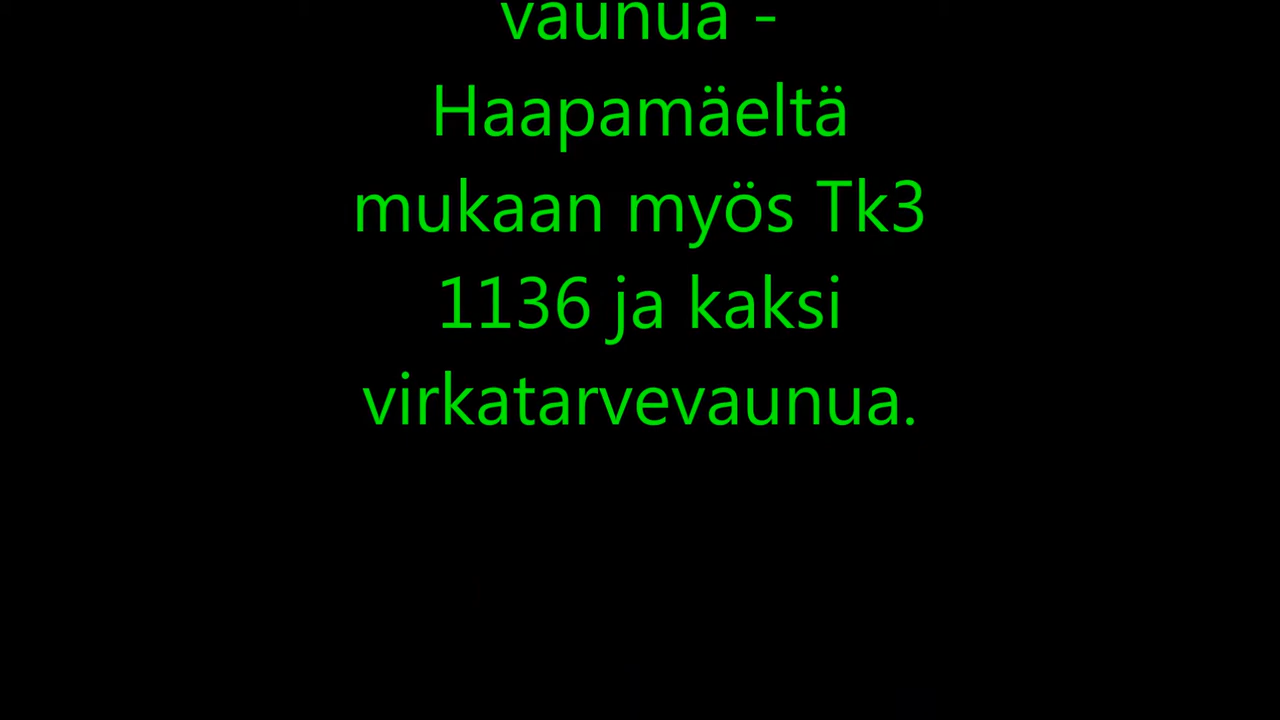 vaunua -
Haapamäeltä
mukaan myös Tk3
1136 ja kaksi
virkatarvevaunua.